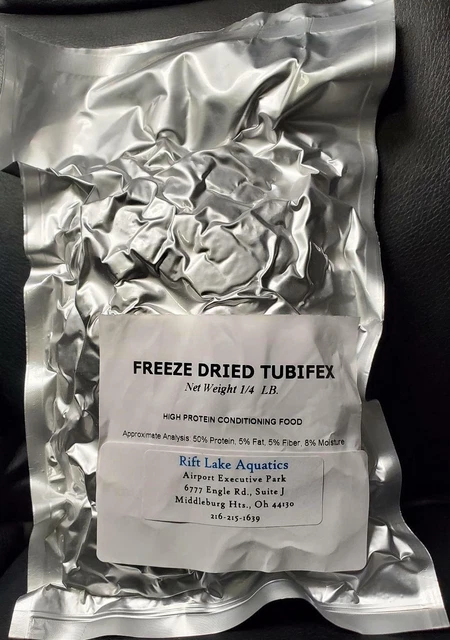 FREEZE DRIED TUBIFEX
Net Weight 1/4 LB.
HIGH PROTEIN CONDITIONING FOOD
Approximate Analysis: 50% Protein, 5% Fat, 5% Fiber, 8% Moisture
Rift Lake Aquatics
Airport Executive Park
6777 Engle Rd., Suite J
Middleburg Hts., Oh 44130
216-215-1639